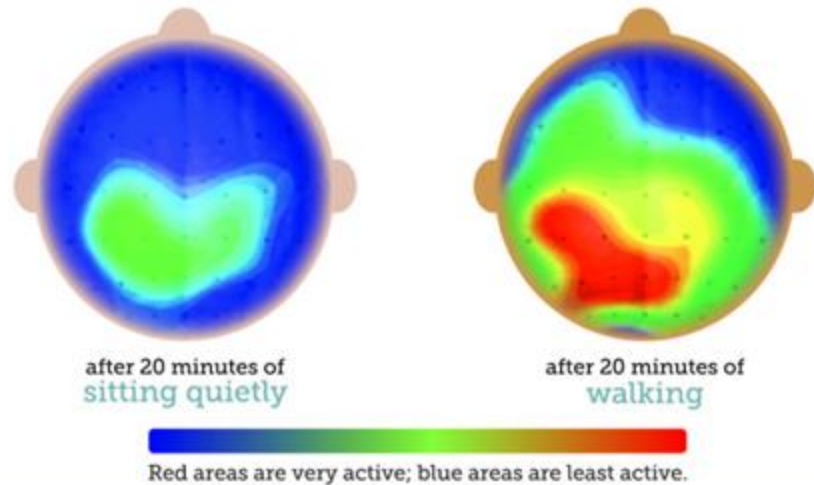 after 20 minutes of
sitting quietly
after 20 minutes of
walking
Red areas are very active; blue areas are least active.